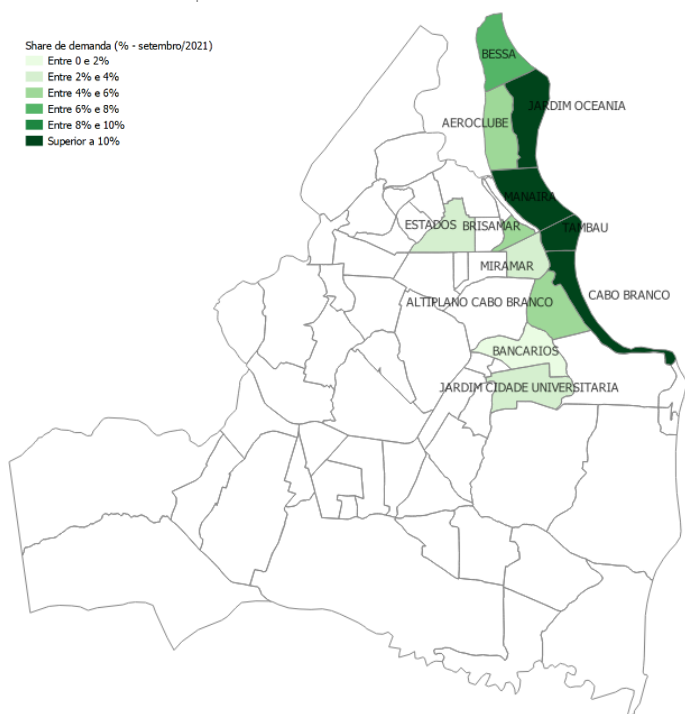 Share de demanda (% - setembro/2021)
Entre 0 e 2%
Entre 2% e 4%
Entre 4% e 6%
Entre 6% e 8%
Entre 8% e 10%
Superior a 10%
BESSA
JARDIM OCEANIA
AEROCLUBE
MANAIRA
ESTADOS
BRISAMAR
TAMBAU
MIRAMAR
CABO BRANCO
ALTIPLANO CABO BRANCO
BANCARIOS
JARDIM CIDADE UNIVERSITARIA